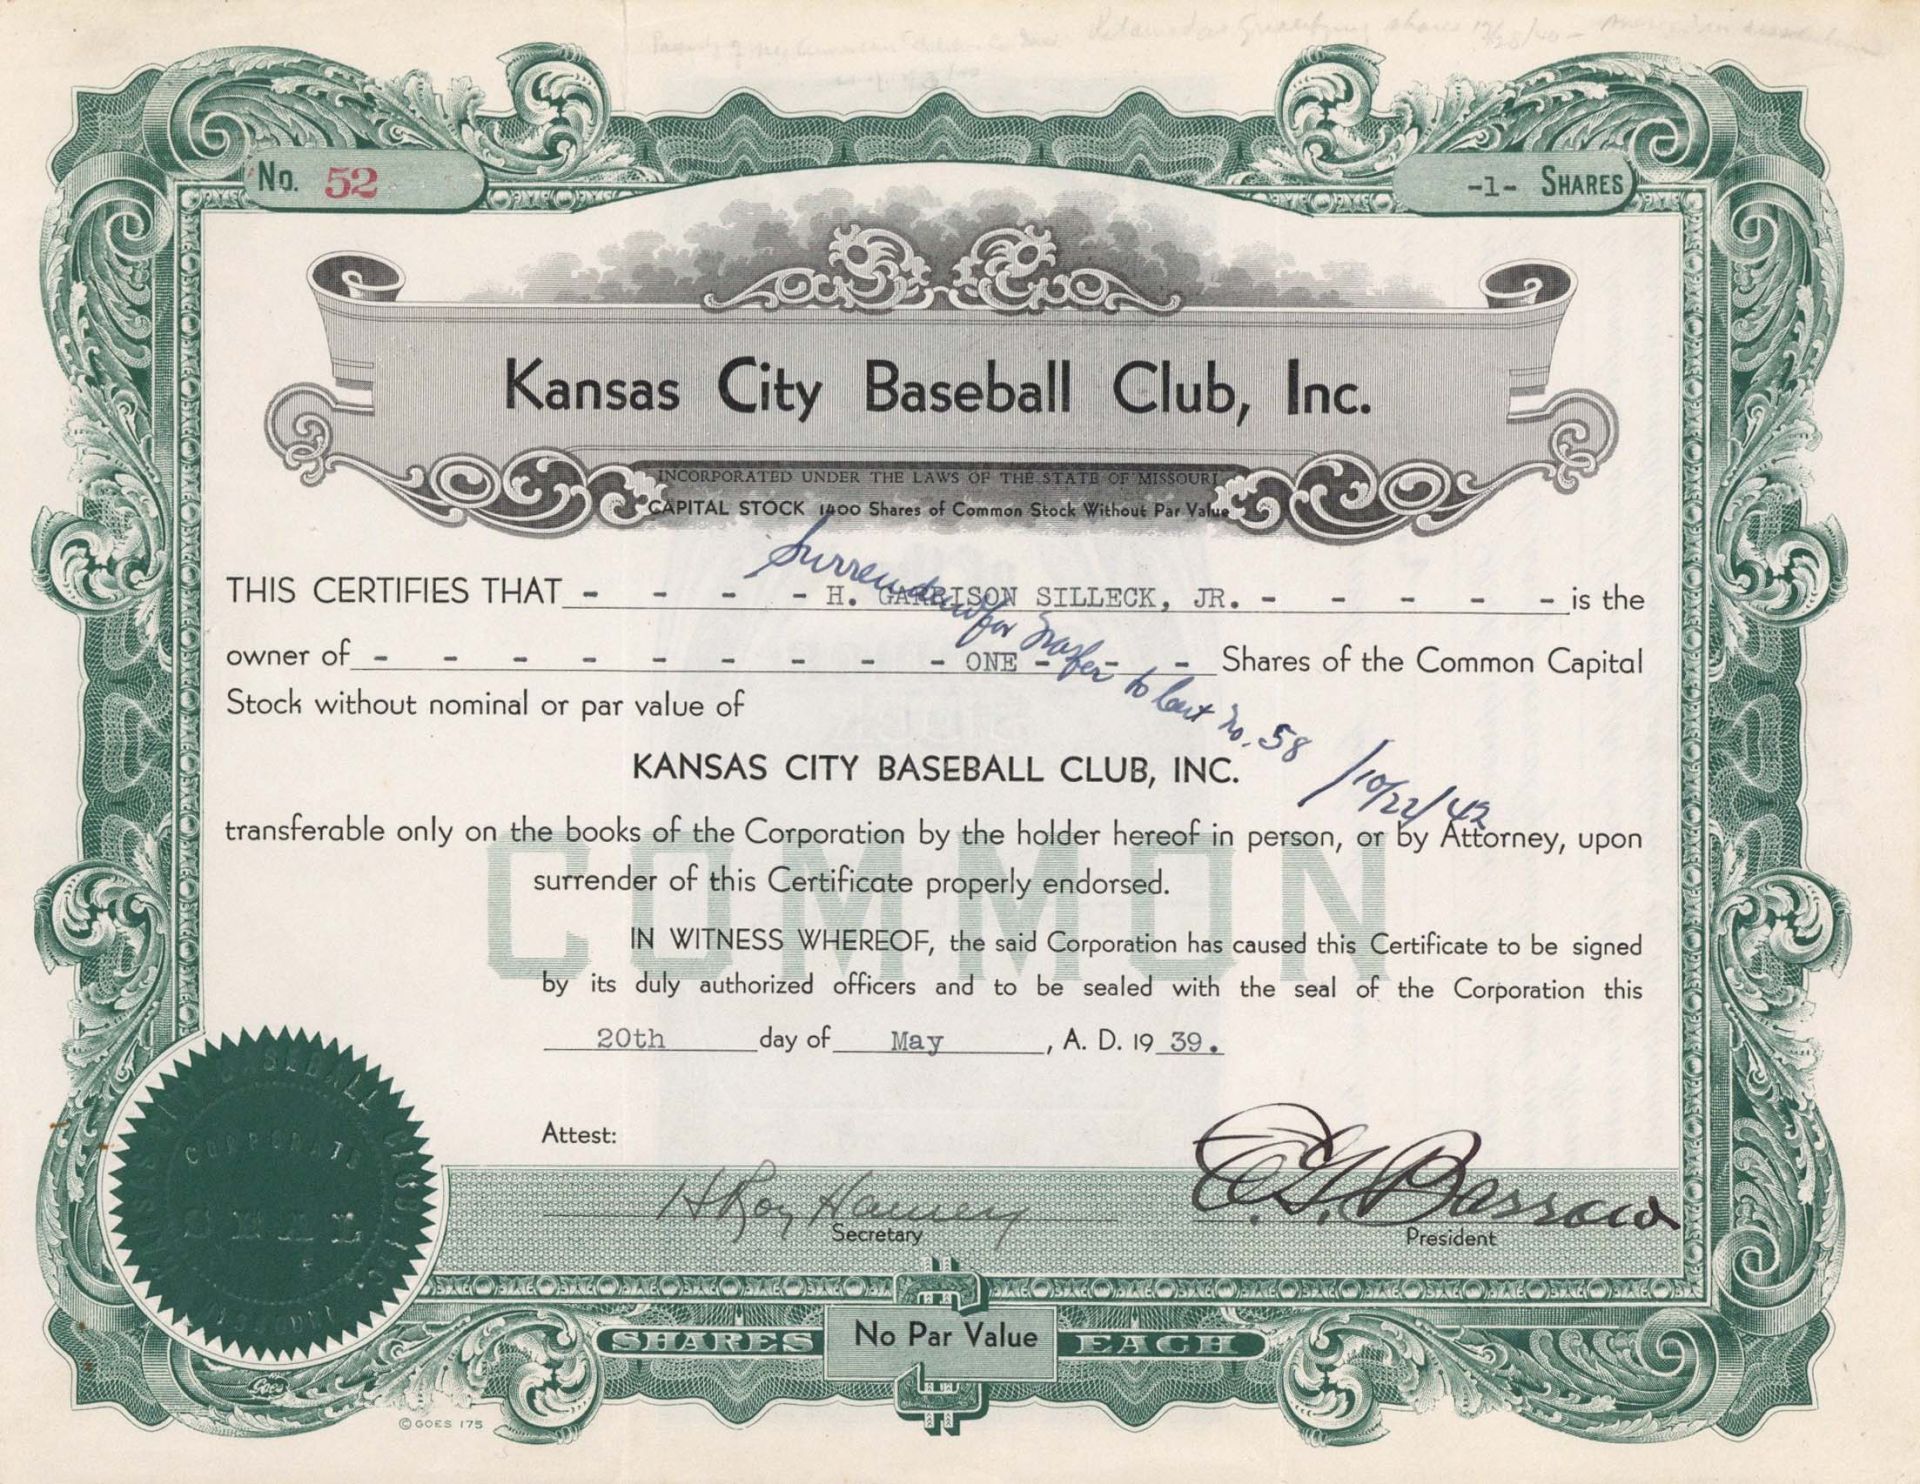 No. 52
-1- SHARES
Kansas City Baseball Club, Inc.
INCORPORATED UNDER THE LAWS OF THE STATE OF MISSOURI
CAPITAL STOCK 1400 Shares of Common Stock Without Par Value
THIS CERTIFIES THAT - - - - H. GARRISON SILLECK, JR. - - - - - is the
owner of - - - - - - - - - ONE - - - Shares of the Common Capital
Stock without nominal or par value of
Surrendered for Transfer to Cert No. 58 / 10/22/42
KANSAS CITY BASEBALL CLUB, INC.
transferable only on the books of the Corporation by the holder hereof in person, or by Attorney, upon
surrender of this Certificate properly endorsed.
COMMON
IN WITNESS WHEREOF, the said Corporation has caused this Certificate to be signed
by its duly authorized officers and to be sealed with the seal of the Corporation this
20th day of May, A. D. 1939.
Attest:
H Roy Hamey
Secretary
E. G. Barrow
President
CORPORATE
SEAL
SHARES No Par Value EACH
Goes
© GOES 175